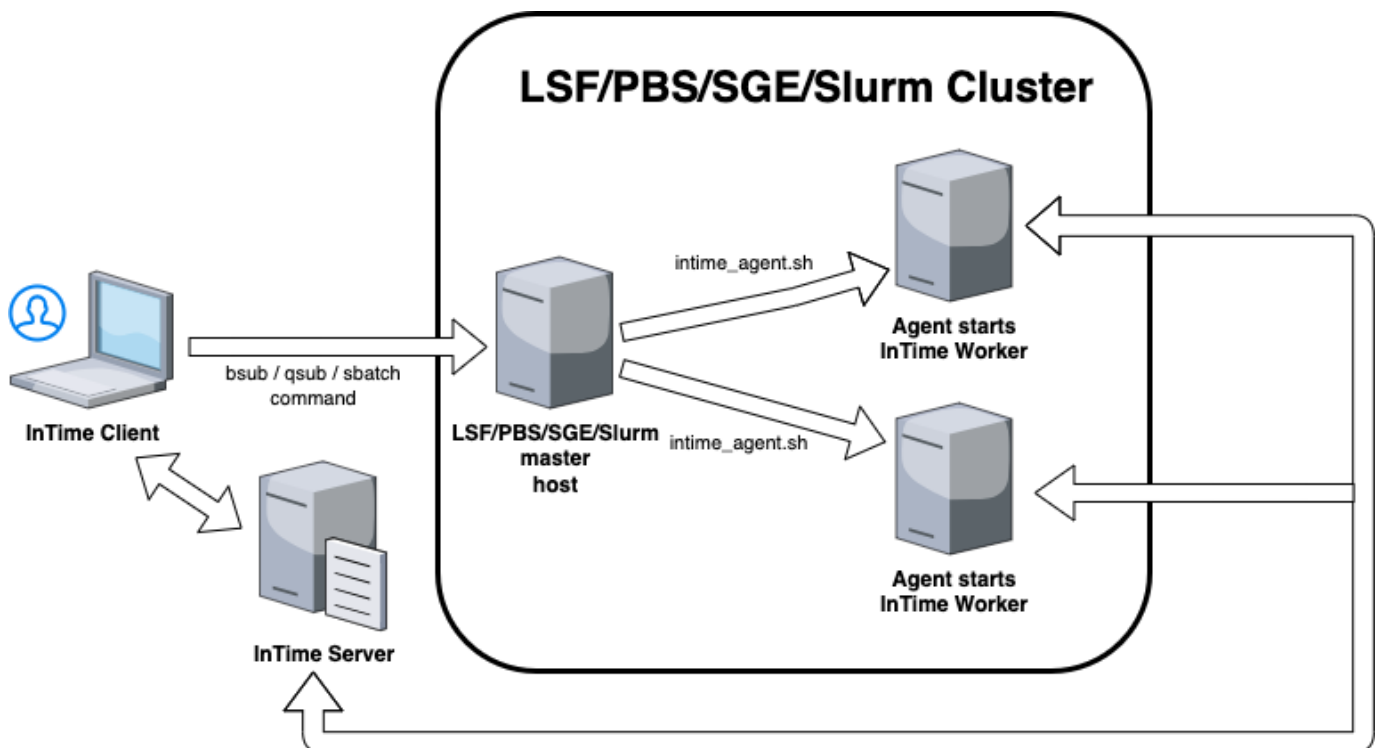 LSF/PBS/SGE/Slurm Cluster
intime_agent.sh
Agent starts
InTime Worker
bsub / qsub / sbatch
command
InTime Client
LSF/PBS/SGE/Slurm
master
host
intime_agent.sh
Agent starts
InTime Worker
InTime Server